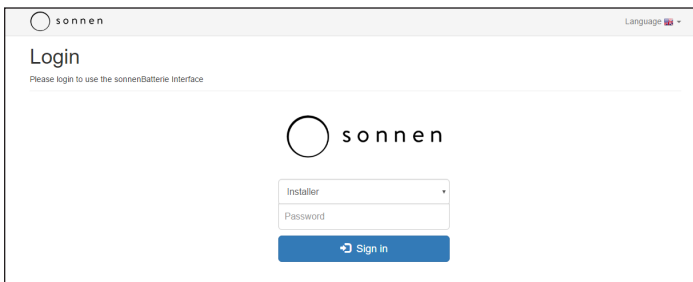 sonnen
Language
Login
Please login to use the sonnenBatterie Interface
sonnen
Installer
Password
Sign in